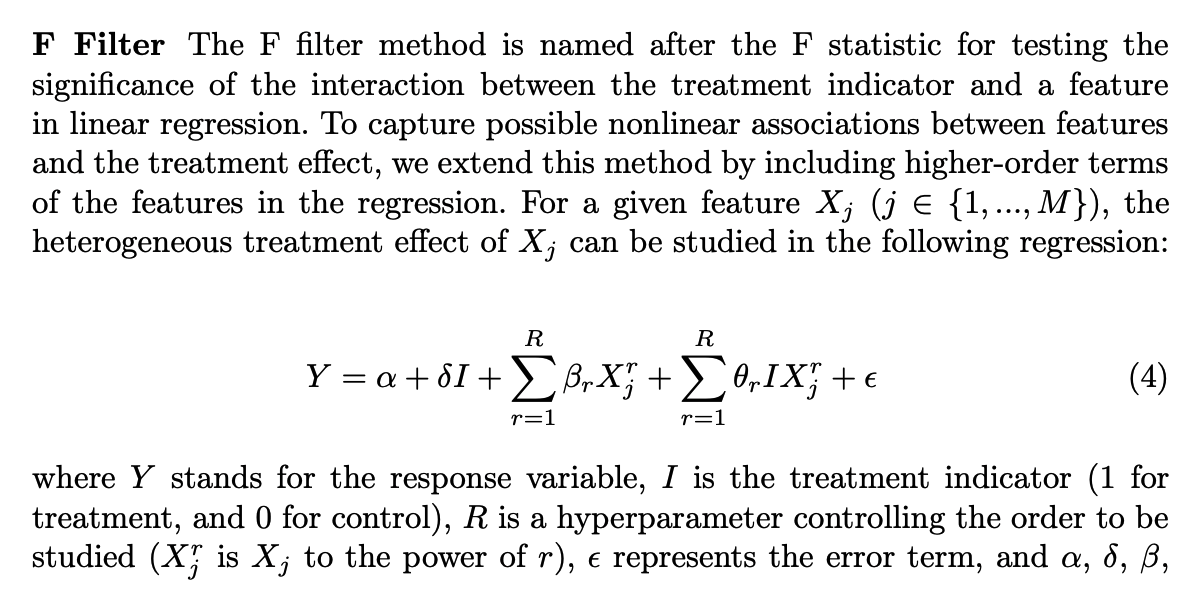 F Filter The F filter method is named after the F statistic for testing the
significance of the interaction between the treatment indicator and a feature
in linear regression. To capture possible nonlinear associations between features
and the treatment effect, we extend this method by including higher-order terms
of the features in the regression. For a given feature $X_j$ ($j \in \{1, ..., M\}$), the
heterogeneous treatment effect of $X_j$ can be studied in the following regression:
$Y = \alpha + \delta I + \sum_{r=1}^{R} \beta_r X_j^r + \sum_{r=1}^{R} \theta_r I X_j^r + \epsilon$ (4)
where $Y$ stands for the response variable, $I$ is the treatment indicator (1 for
treatment, and 0 for control), $R$ is a hyperparameter controlling the order to be
studied ($X_j^r$ is $X_j$ to the power of $r$), $\epsilon$ represents the error term, and $\alpha$, $\delta$, $\beta$,